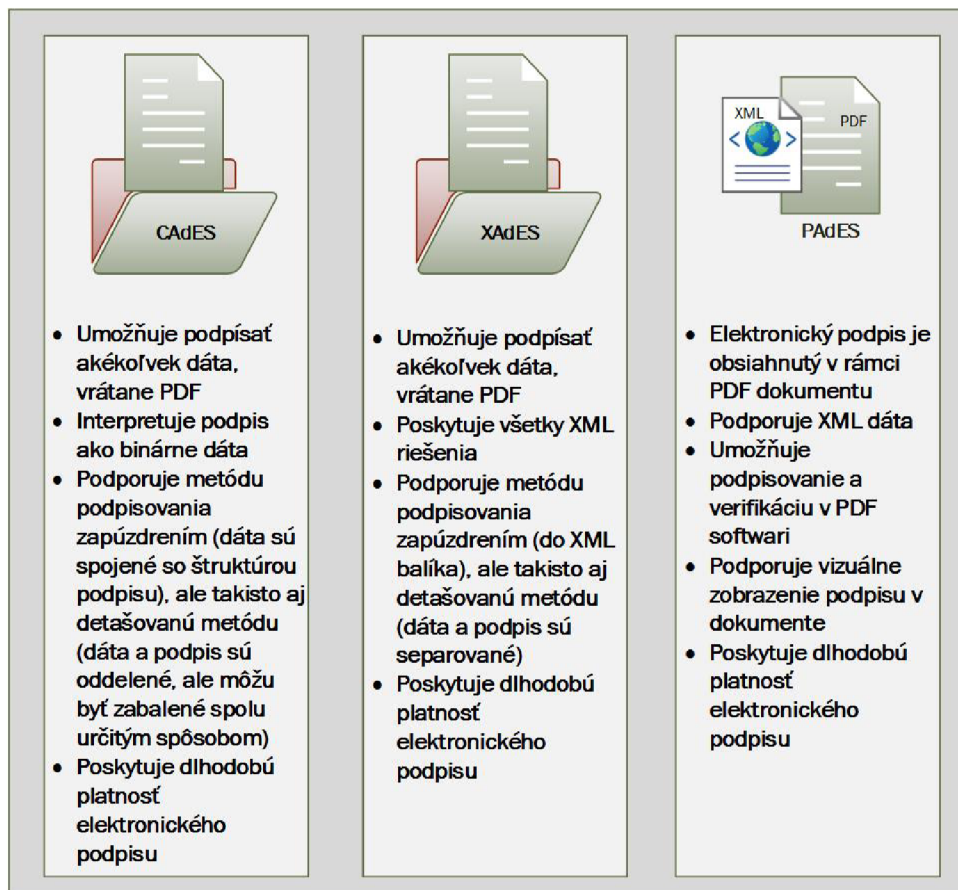 CAdES
• Umožňuje podpísať
akékoľvek dáta,
vrátane PDF
• Interpretuje podpis
ako binárne dáta
• Podporuje metódu
podpisovania
zapúzdrením (dáta sú
spojené so štruktúrou
podpisu), ale takisto aj
detašovanú metódu
(dáta a podpis sú
oddelené, ale môžu
byť zabalené spolu
určitým spôsobom)
• Poskytuje dlhodobú
platnosť
elektronického
podpisu
XAdES
• Umožňuje podpísať
akékoľvek dáta,
vrátane PDF
• Poskytuje všetky XML
riešenia
• Podporuje metódu
podpisovania
zapúzdrením (do XML
balíka), ale takisto aj
detašovanú metódu
(dáta a podpis sú
separované)
• Poskytuje dlhodobú
platnosť
elektronického
podpisu
XML
PDF
PAdES
• Elektronický podpis je
obsiahnutý v rámci
PDF dokumentu
• Podporuje XML dáta
• Umožňuje
podpisovanie a
verifikáciu v PDF
softwari
• Podporuje vizuálne
zobrazenie podpisu v
dokumente
• Poskytuje dlhodobú
platnosť
elektronického
podpisu